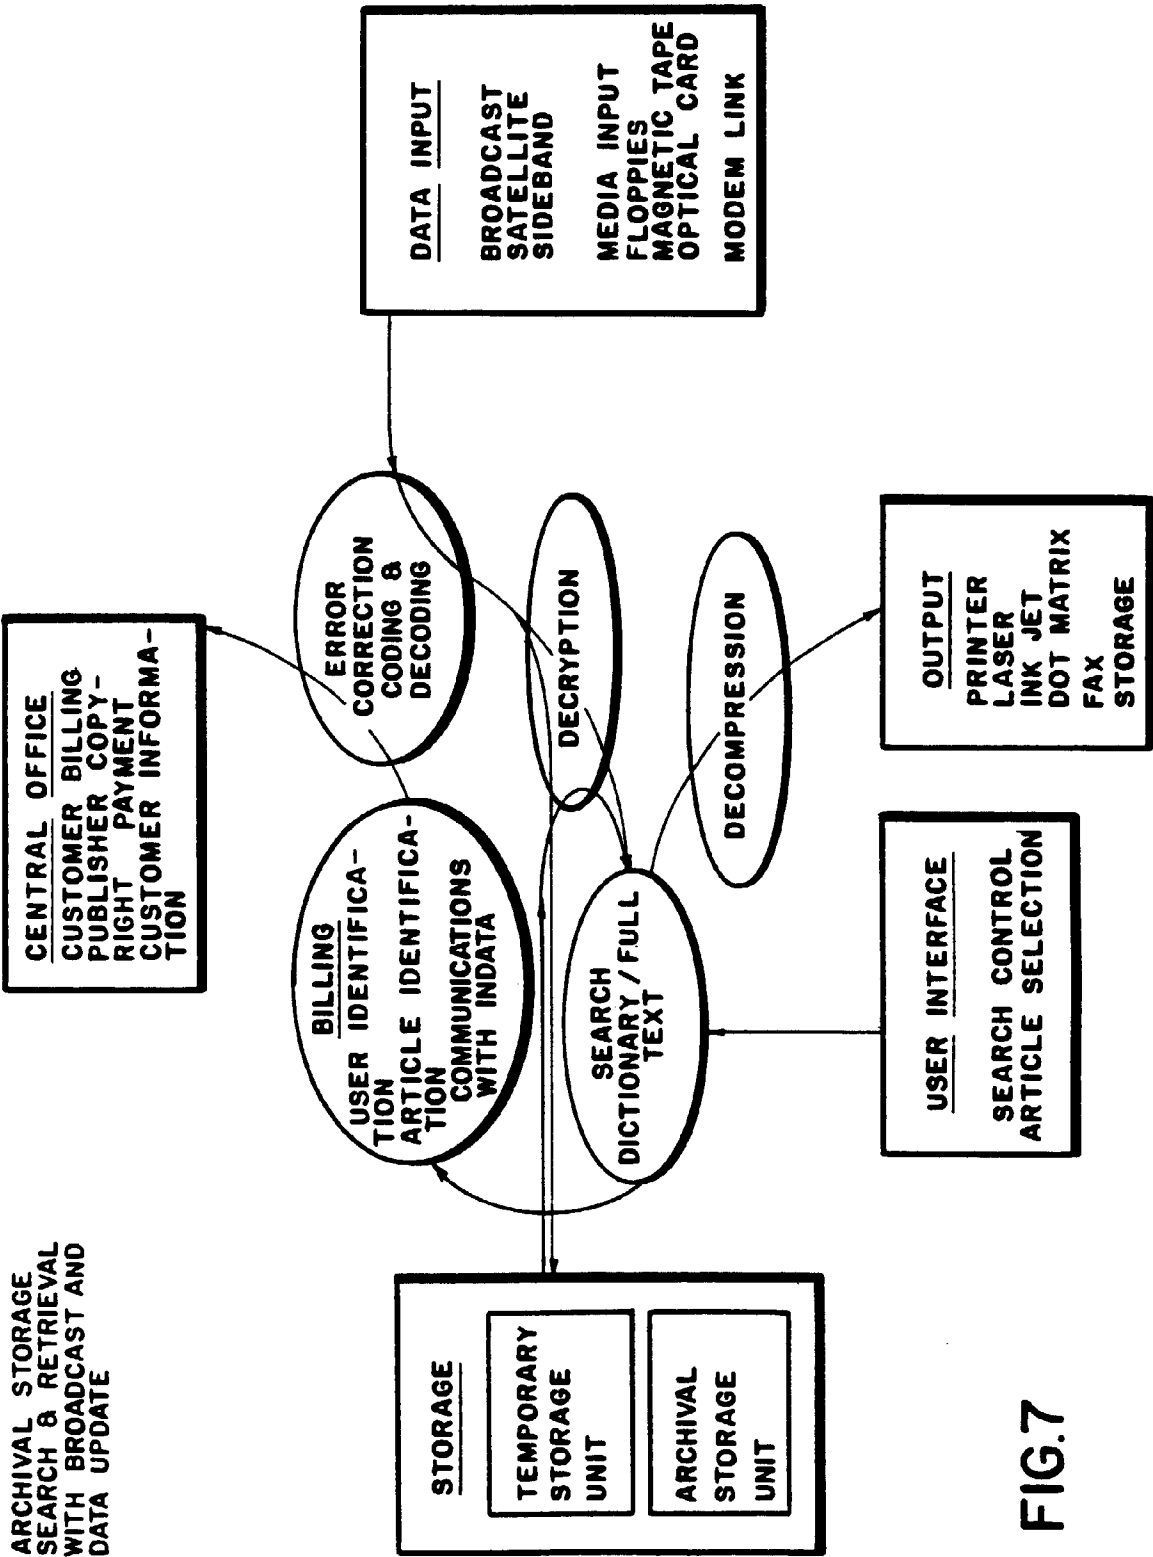 ARCHIVAL STORAGE
SEARCH & RETRIEVAL
WITH BROADCAST AND
DATA UPDATE
CENTRAL OFFICE
CUSTOMER BILLING
PUBLISHER COPY-
RIGHT PAYMENT
CUSTOMER INFORMA-
TION
DATA INPUT
BROADCAST
SATELLITE
SIDEBAND
MEDIA INPUT
FLOPPIES
MAGNETIC TAPE
OPTICAL CARD
MODEM LINK
BILLING
USER IDENTIFICA-
TION
ARTICLE IDENTIFICA-
TION
COMMUNICATIONS
WITH INDATA
ERROR
CORRECTION
CODING &
DECODING
STORAGE
TEMPORARY
STORAGE
UNIT
ARCHIVAL
STORAGE
UNIT
SEARCH
DICTIONARY/FULL
TEXT
DECRYPTION
DECOMPRESSION
USER INTERFACE
SEARCH CONTROL
ARTICLE SELECTION
OUTPUT
PRINTER
LASER
INK JET
DOT MATRIX
FAX
STORAGE
FIG.7